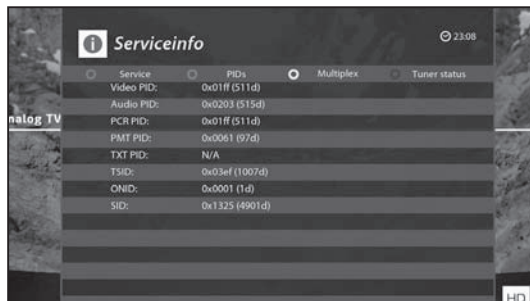 Serviceinfo
23:08
Service PIDs Multiplex Tuner status
Video PID: 0x01ff (511d)
Audio PID: 0x0203 (515d)
nalog TV
PCR PID: 0x01ff (511d)
PMT PID: 0x0061 (97d)
TXT PID: N/A
TSID: 0x03ef (1007d)
ONID: 0x0001 (1d)
SID: 0x1325 (4901d)
HD